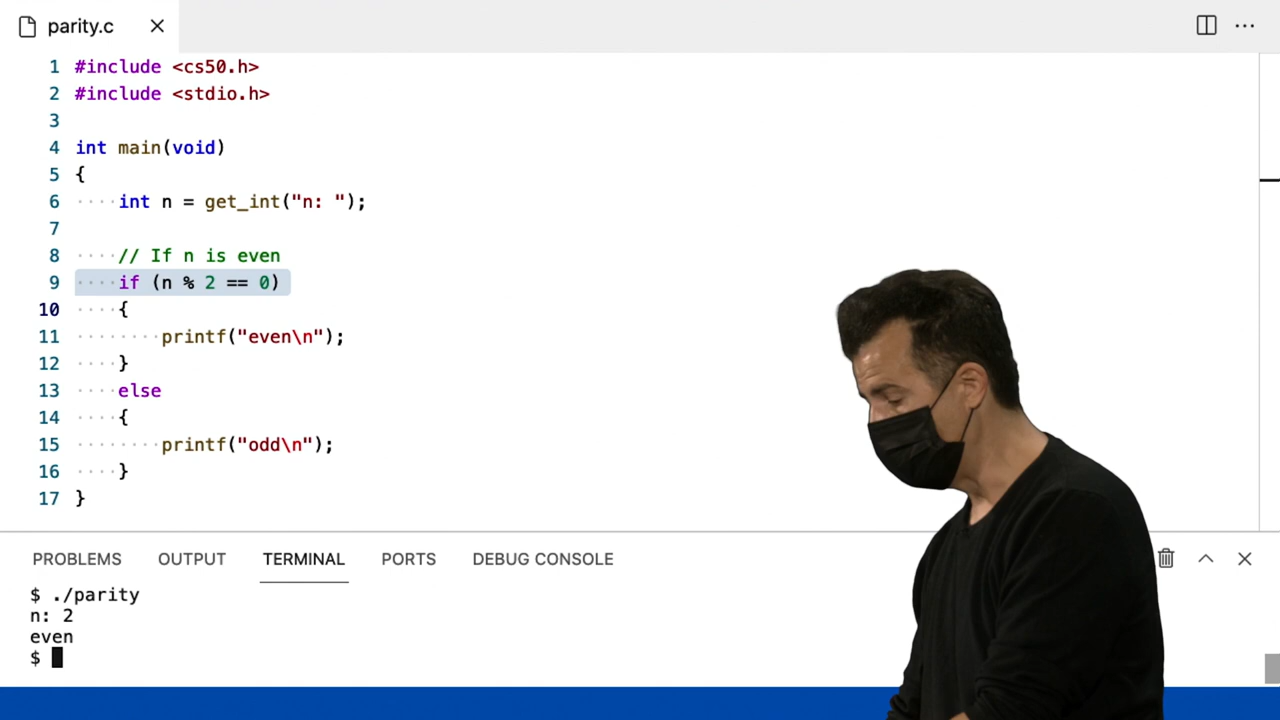 parity.c
1 #include <cs50.h>
2 #include <stdio.h>
3
4 int main(void)
5 {
6 ····int n = get_int("n: ");
7
8 ····// If n is even
9 ····if (n % 2 == 0)
10 ····{
11 ········printf("even\n");
12 ····}
13 ····else
14 ····{
15 ········printf("odd\n");
16 ····}
17 }
PROBLEMS OUTPUT TERMINAL PORTS DEBUG CONSOLE
$ ./parity
n: 2
even
$